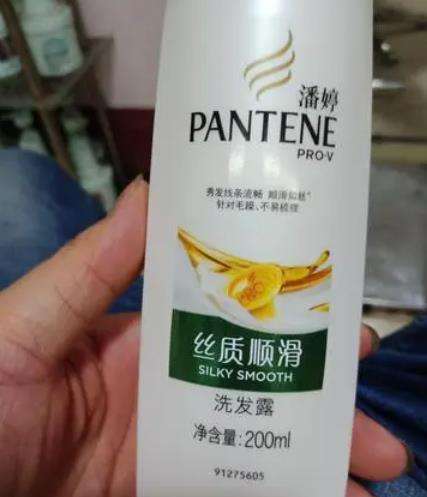 潘婷
PANTENE
PRO-V
秀发线条流畅 顺滑如丝"
针对毛躁、不易梳理
PRO-V
丝质顺滑
SILKY SMOOTH
洗发露
净含量:200ml
91275605